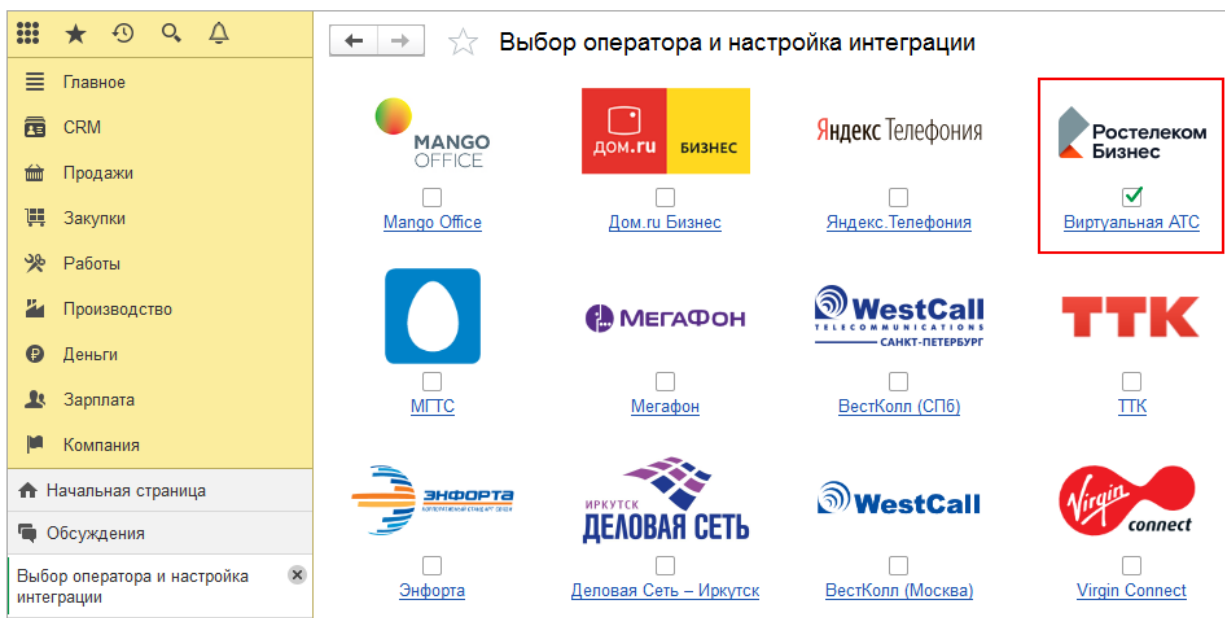 Главное
CRM
Продажи
Закупки
Работы
Производство
Деньги
Зарплата
Компания
Начальная страница
Обсуждения
Выбор оператора и настройка
интеграции
Выбор оператора и настройка интеграции
MANGO
OFFICE
Mango Office
дом.ru БИЗНЕС
Дом.ru Бизнес
Яндекс Телефония
Яндекс.Телефония
Ростелеком
Бизнес
Виртуальная АТС
МГТС
МЕГАФОН
Мегафон
WestCall
TELECOMMUNICATIONS
САНКТ-ПЕТЕРБУРГ
ВестКолл (СПб)
ТТК
ТТК
ЭНФОРТА
КОРПОРАТИВНЫЙ СТАНДАРТ СВЯЗИ
Энфорта
ИРКУТСК
ДЕЛОВАЯ СЕТЬ
Деловая Сеть – Иркутск
WestCall
ВестКолл (Москва)
Virgin
connect
Virgin Connect